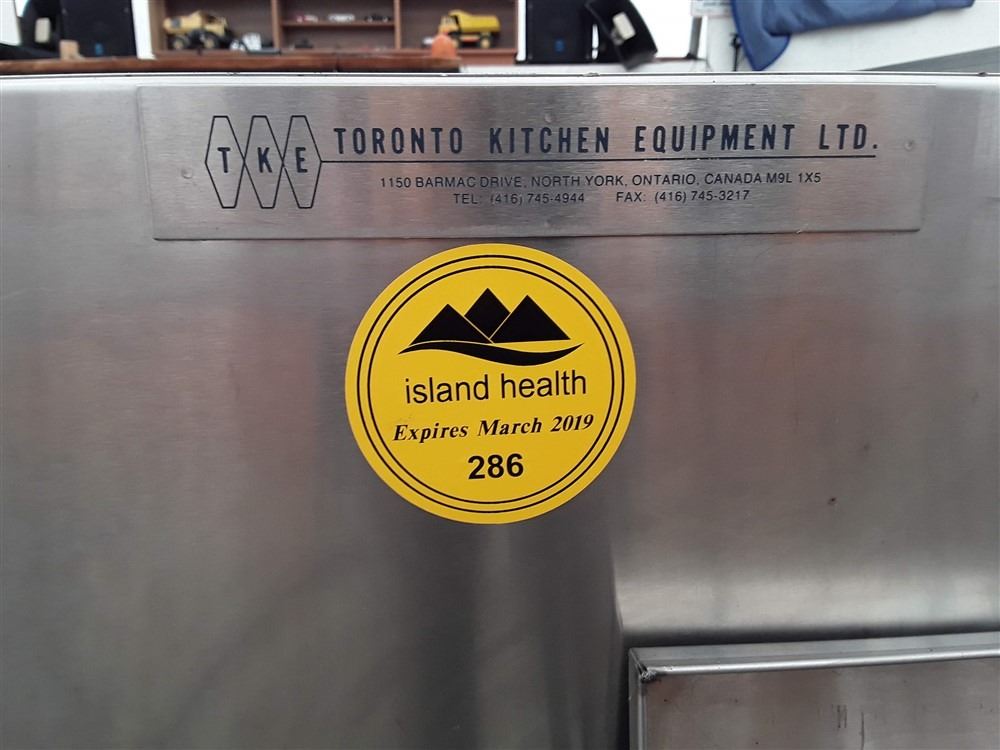 TKE TORONTO KITCHEN EQUIPMENT LTD.
1150 BARMAC DRIVE, NORTH YORK, ONTARIO, CANADA M9L 1X5
TEL: (416) 745-4944 FAX: (416) 745-3217
island health
Expires March 2019
286